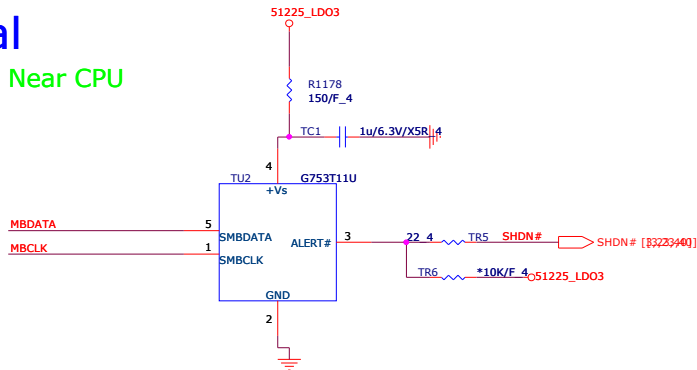 51225_LDO3
al
Near CPU
R1178
150/F_4
TC1
1u/6.3V/X5R_4
4
TU2
G753T11U
+Vs
MBDATA
5
SMBDATA
3
22_4
TR5
SHDN#
ALERT#
SHDN#
MBCLK
1
SMBCLK
TR6
*10K/F_4
51225_LDO3
GND
2